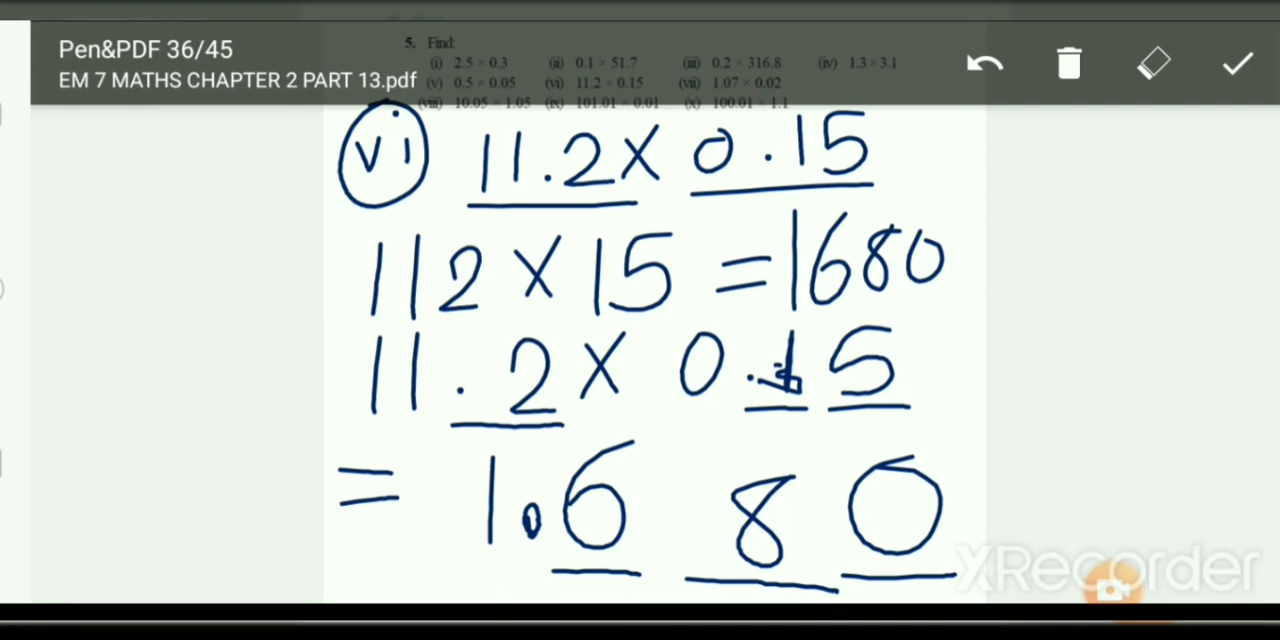 Pen&PDF 36/45
EM 7 MATHS CHAPTER 2 PART 13.pdf
5. Find:
(i) 2.5 × 0.3 (ii) 0.1 × 51.7 (iii) 0.2 × 316.8 (iv) 1.3 × 3.1
(v) 0.5 × 0.05 (vi) 11.2 × 0.15 (vii) 1.07 × 0.02
(viii) 10.05 × 1.05 (ix) 101.01 × 0.01 (x) 100.01 × 1.1
vi 11.2 × 0.15
112 × 15 = 1680
11.2 × 0.15
= 1.680
XRecorder